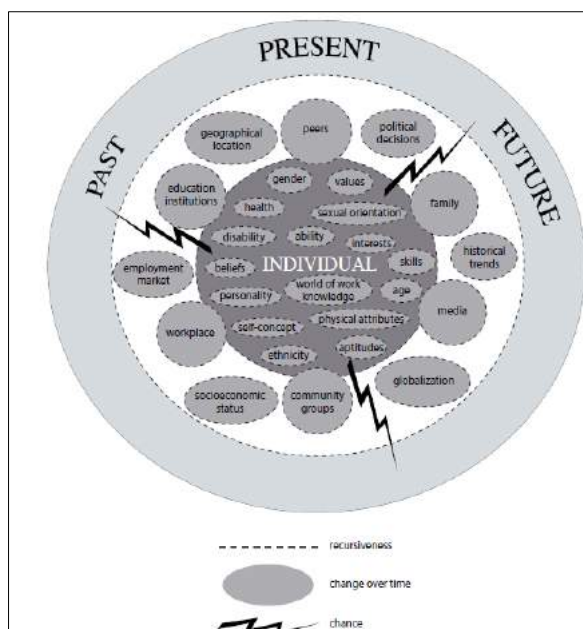 PRESENT
PAST
FUTURE
peers
political
decisions
geographical
location
gender
values
education
institutions
health
sexual orientation
family
disability
ability
interests
historical
trends
employment
market
beliefs
INDIVIDUAL
skills
personality
world of work
knowledge
age
media
workplace
self-concept
physical attributes
ethnicity
aptitudes
globalization
socioeconomic
status
community
groups
recursiveness
change over time
chance